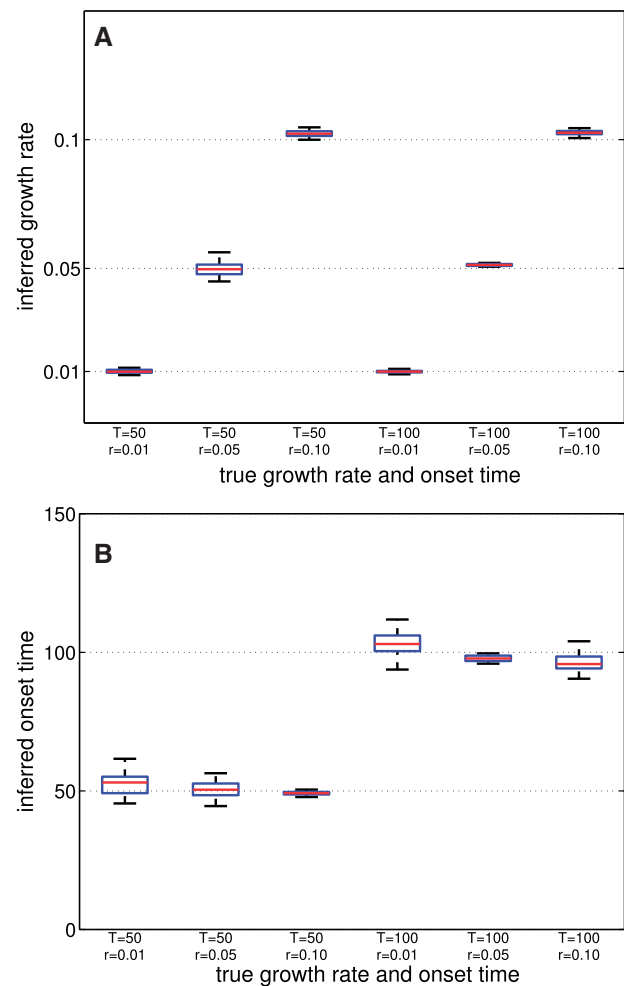 A
inferred growth rate
0.1
0.05
0.01
T=50 T=50 T=50 T=100 T=100 T=100
r=0.01 r=0.05 r=0.10 r=0.01 r=0.05 r=0.10
true growth rate and onset time
B
inferred onset time
150
100
50
0
T=50 T=50 T=50 T=100 T=100 T=100
r=0.01 r=0.05 r=0.10 r=0.01 r=0.05 r=0.10
true growth rate and onset time